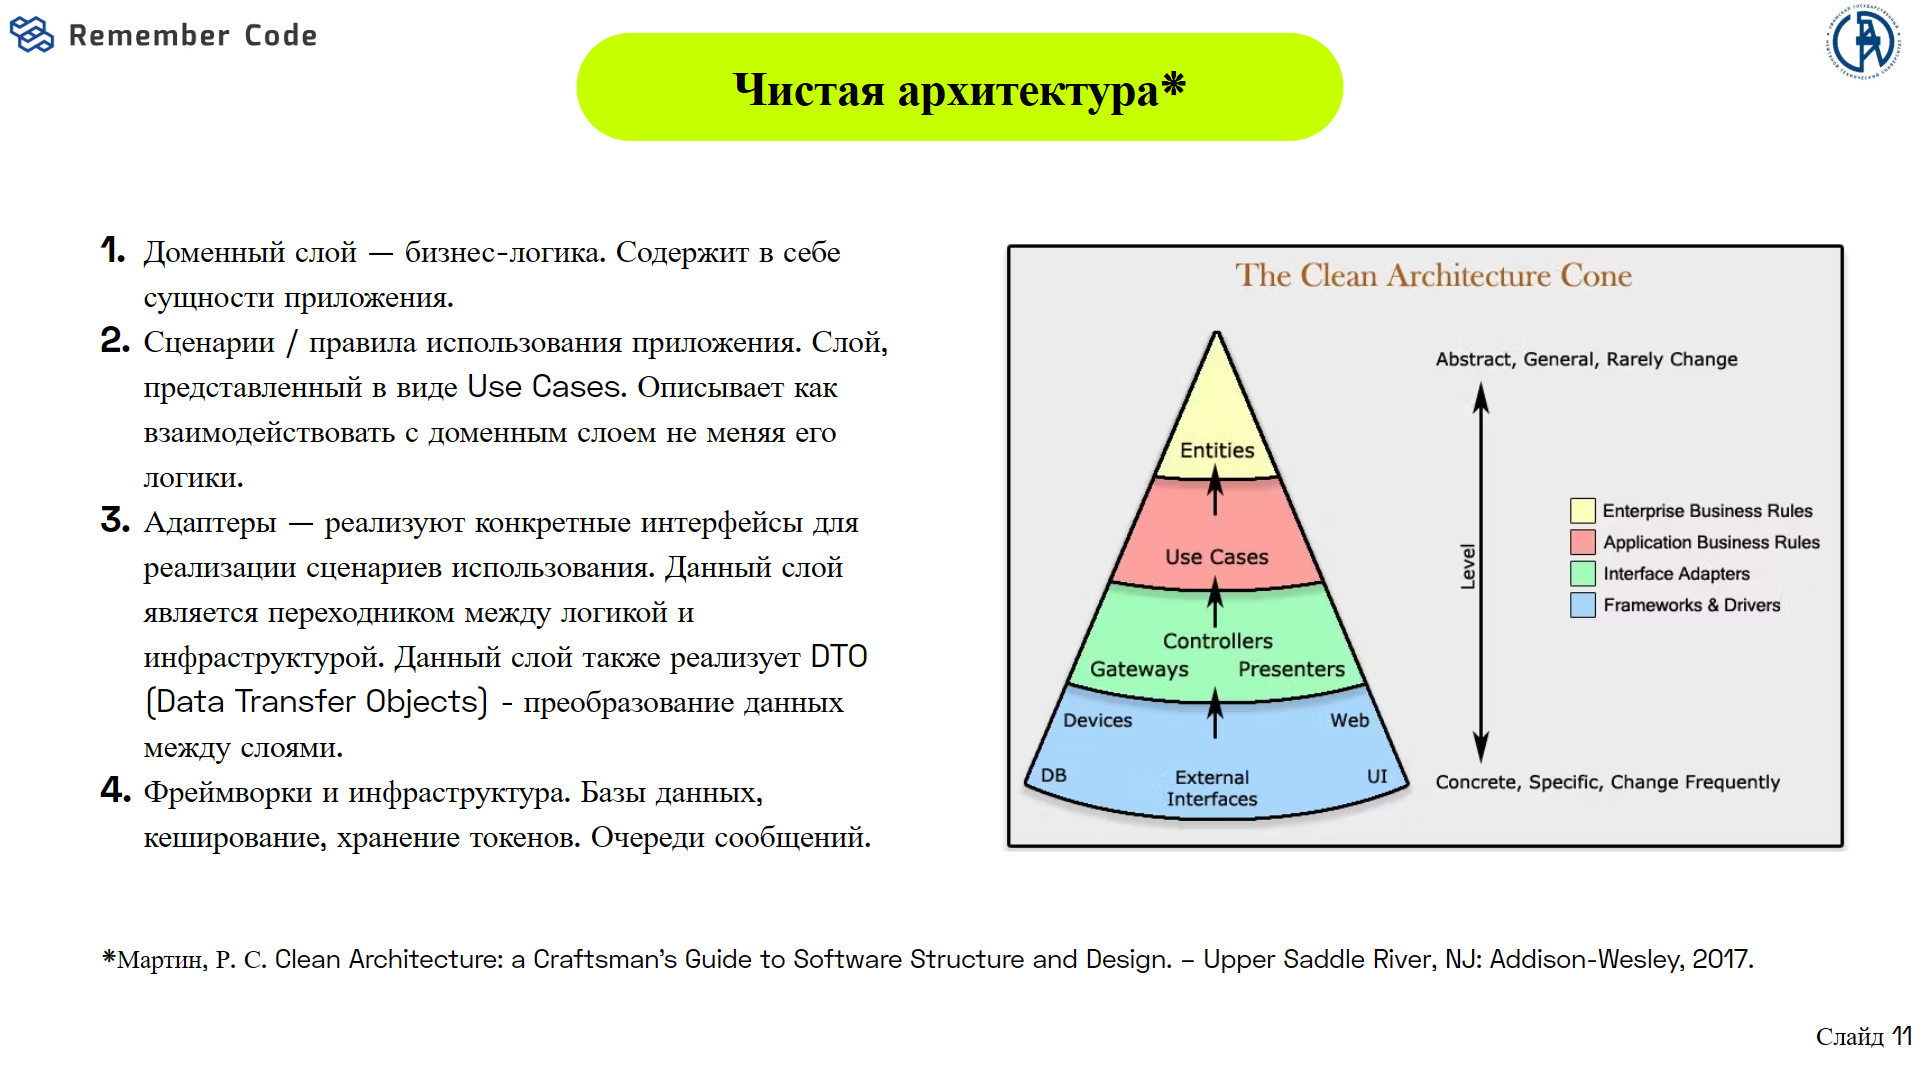 Remember Code
Чистая архитектура*
1. Доменный слой — бизнес-логика. Содержит в себе
сущности приложения.
2. Сценарии / правила использования приложения. Слой,
представленный в виде Use Cases. Описывает как
взаимодействовать с доменным слоем не меняя его
логики.
3. Адаптеры — реализуют конкретные интерфейсы для
реализации сценариев использования. Данный слой
является переходником между логикой и
инфраструктурой. Данный слой также реализует DTO
(Data Transfer Objects) - преобразование данных
между слоями.
4. Фреймворки и инфраструктура. Базы данных,
кеширование, хранение токенов. Очереди сообщений.
The Clean Architecture Cone
Entities
Use Cases
Controllers
Gateways
Presenters
Devices
Web
DB
External
Interfaces
UI
Abstract, General, Rarely Change
Level
Concrete, Specific, Change Frequently
Enterprise Business Rules
Application Business Rules
Interface Adapters
Frameworks & Drivers
*Мартин, Р. С. Clean Architecture: a Craftsman’s Guide to Software Structure and Design. – Upper Saddle River, NJ: Addison-Wesley, 2017.
Слайд 11